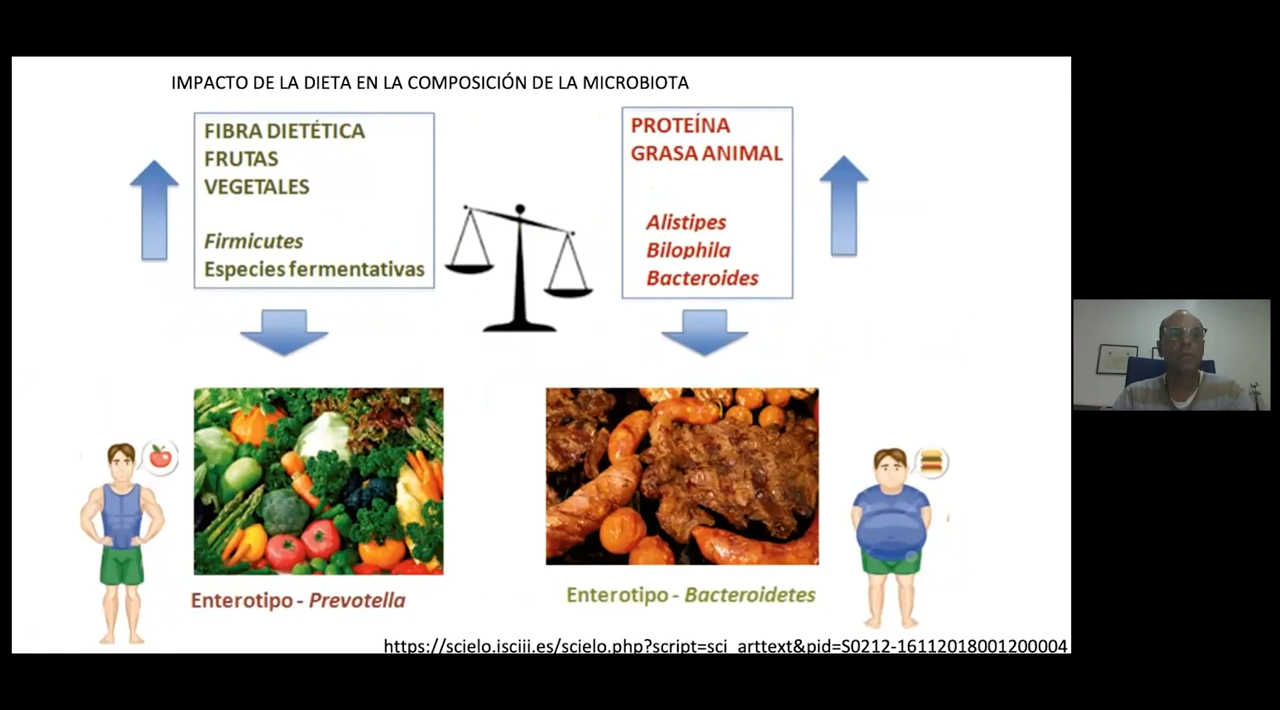 IMPACTO DE LA DIETA EN LA COMPOSICIÓN DE LA MICROBIOTA
FIBRA DIETÉTICA
FRUTAS
VEGETALES
Firmicutes
Especies fermentativas
PROTEÍNA
GRASA ANIMAL
Alistipes
Bilophila
Bacteroides
Enterotipo - Prevotella
Enterotipo - Bacteroidetes
https://scielo.isciii.es/scielo.php?script=sci_arttext&pid=S0212-16112018001200004